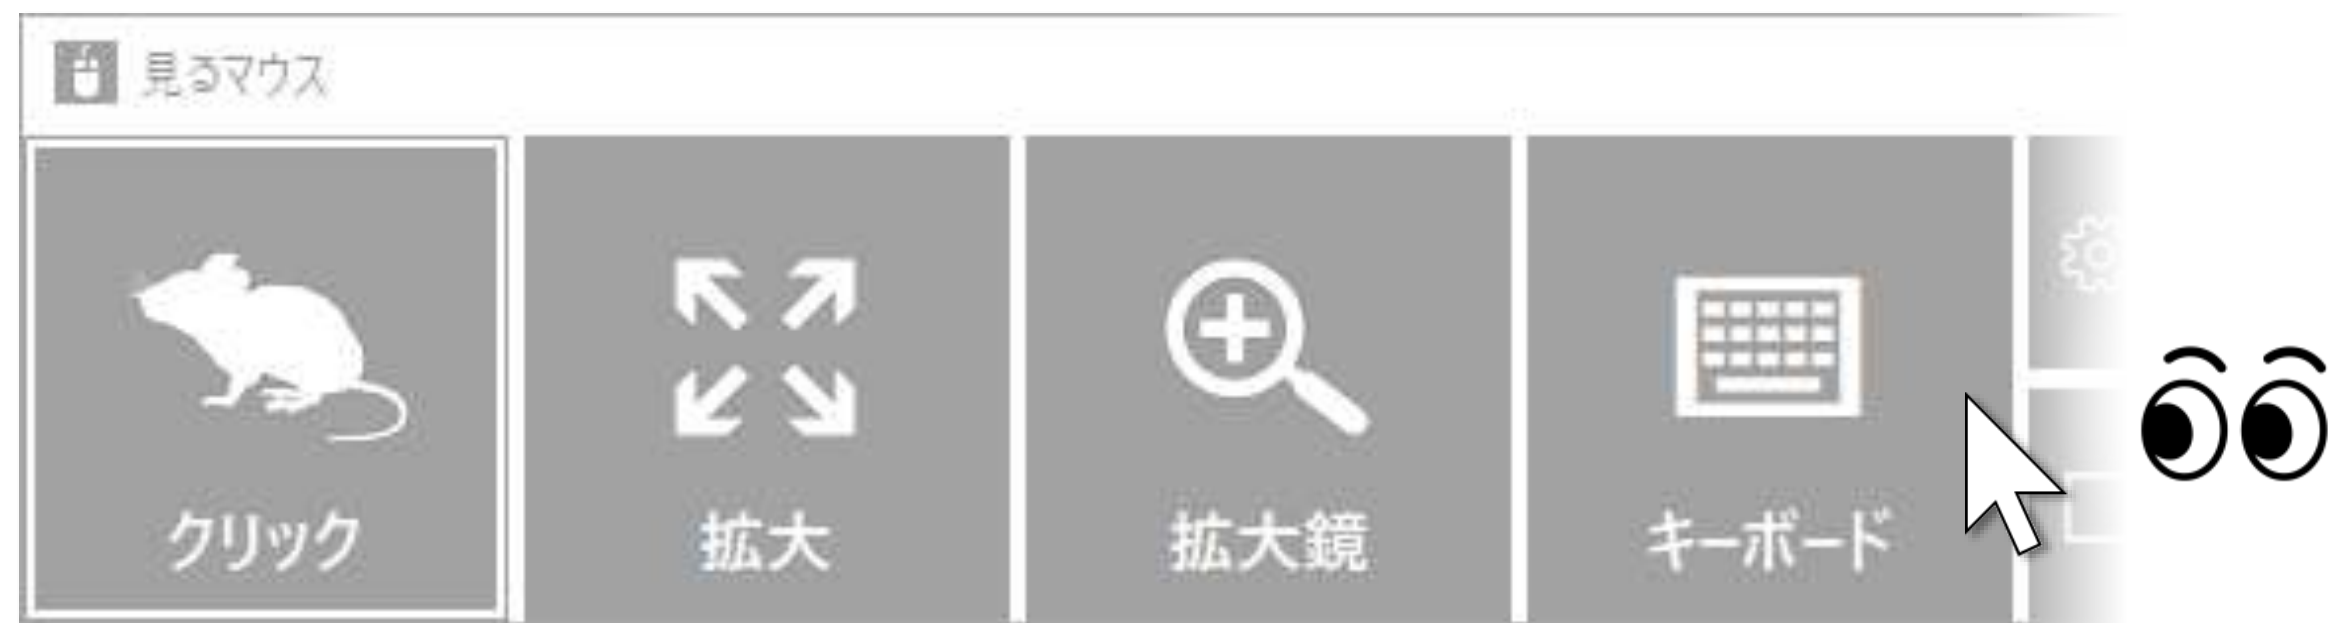 見るマウス
クリック
拡大
拡大鏡
キーボード